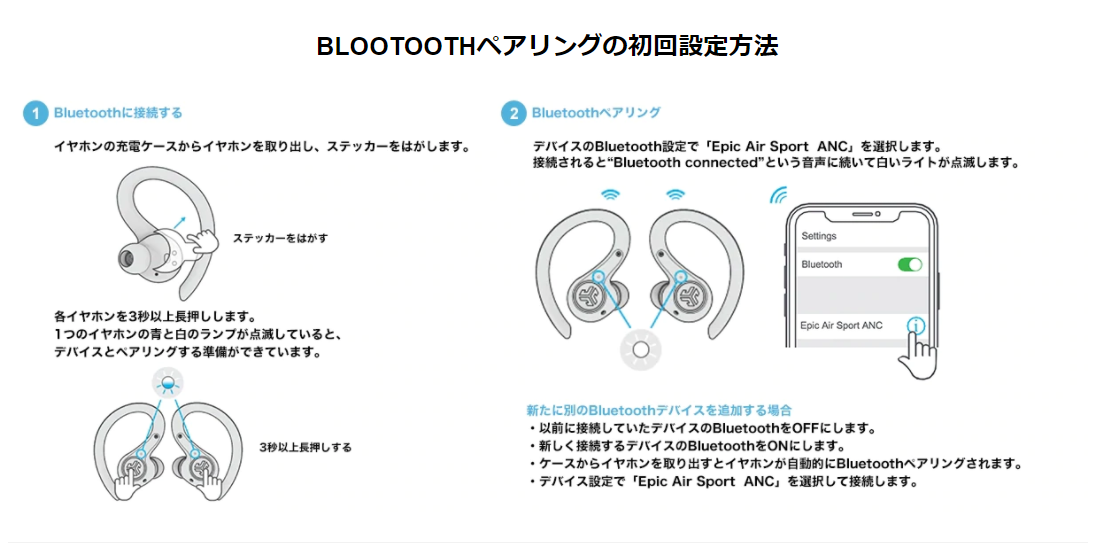 BLOOTOOTHペアリングの初回設定方法
1 Bluetoothに接続する
イヤホンの充電ケースからイヤホンを取り出し、ステッカーをはがします。
ステッカーをはがす
各イヤホンを3秒以上長押しします。
1つのイヤホンの青と白のランプが点滅していると、
デバイスとペアリングする準備ができています。
3秒以上長押しする
2 Bluetoothペアリング
デバイスのBluetooth設定で「Epic Air Sport ANC」を選択します。
接続されると“Bluetooth connected”という音声に続いて白いライトが点滅します。
Settings
Bluetooth
Epic Air Sport ANC
新たに別のBluetoothデバイスを追加する場合
・以前に接続していたデバイスのBluetoothをOFFにします。
・新しく接続するデバイスのBluetoothをONにします。
・ケースからイヤホンを取り出すとイヤホンが自動的にBluetoothペアリングされます。
・デバイス設定で「Epic Air Sport ANC」を選択して接続します。